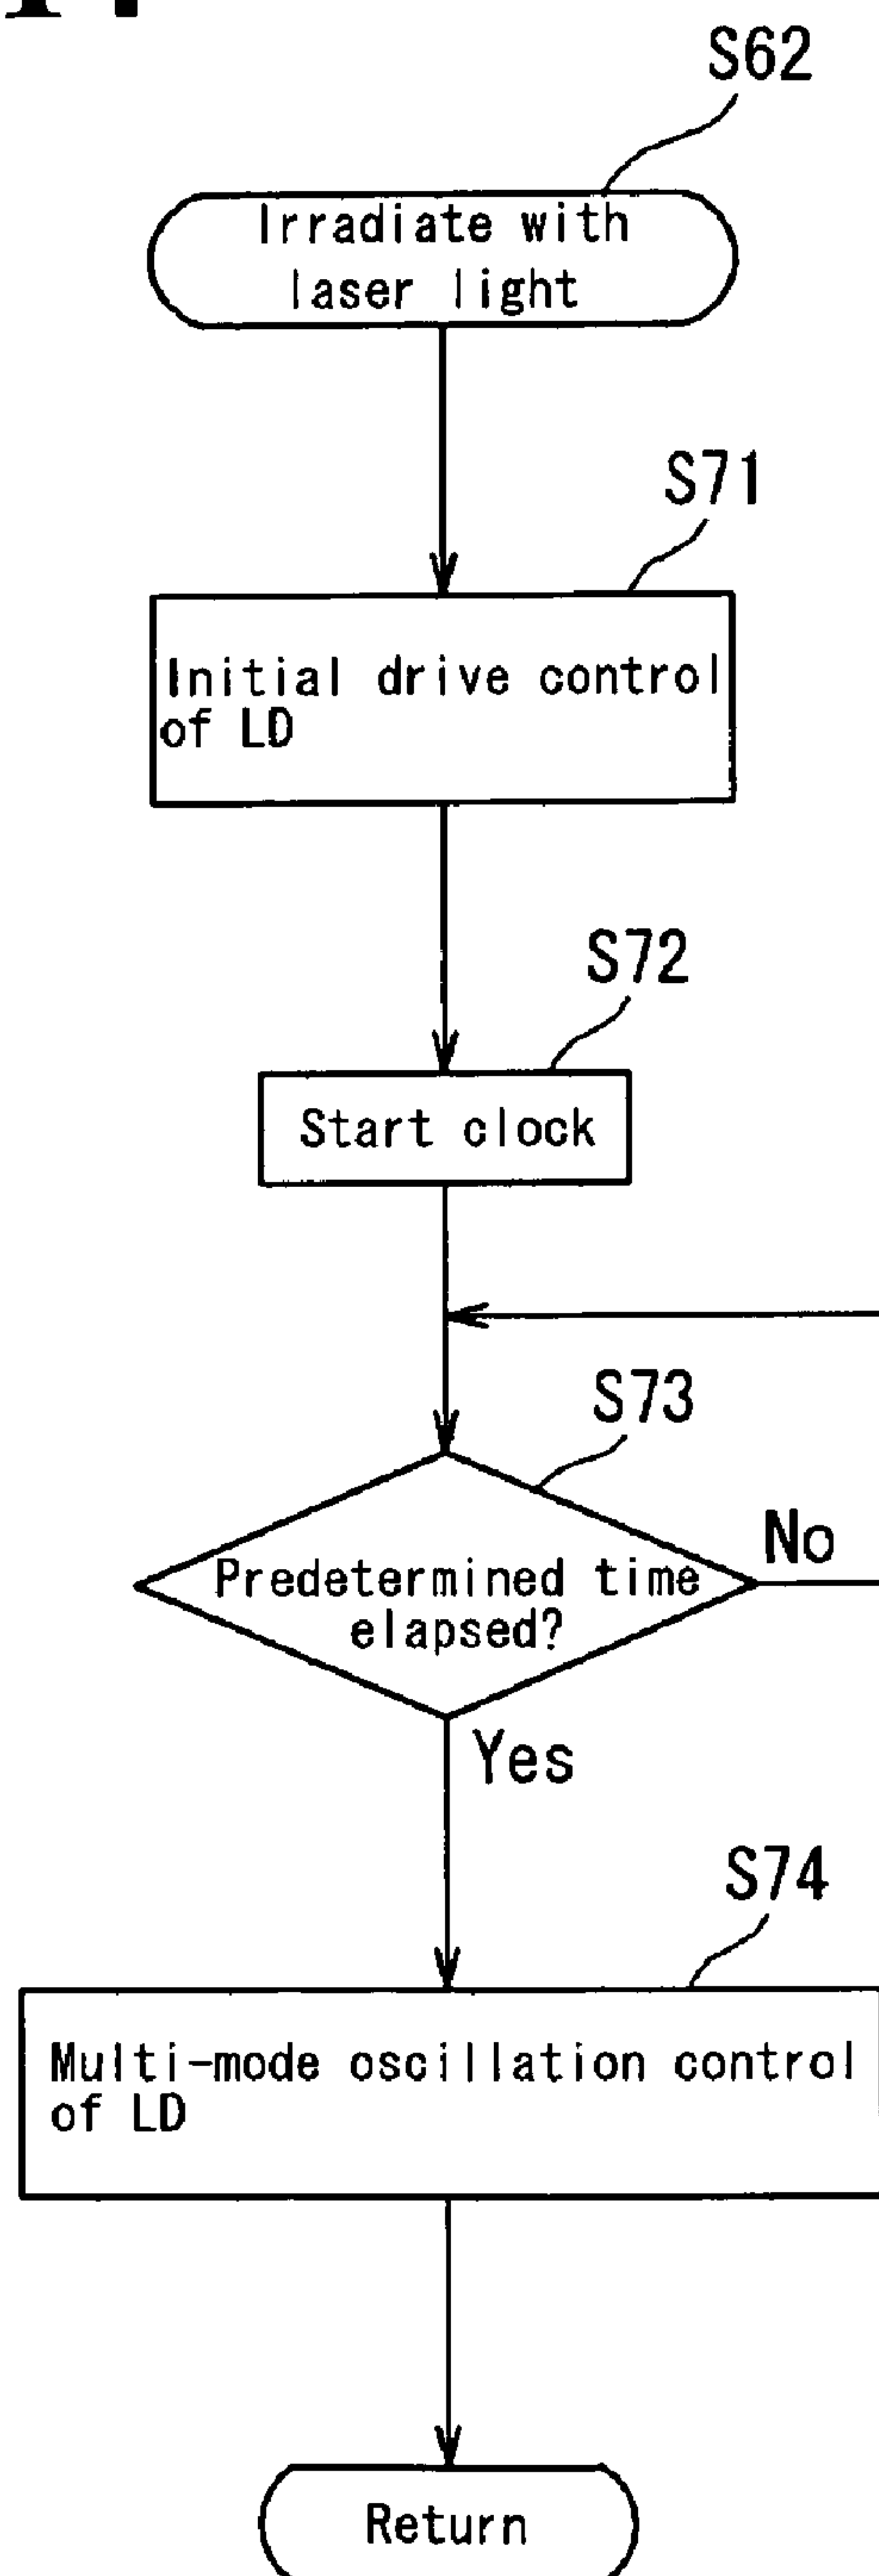 S62
Irradiate with
laser light
S71
Initial drive control
of LD
S72
Start clock
S73
Predetermined time
elapsed?
No
Yes
S74
Multi-mode oscillation control
of LD
Return